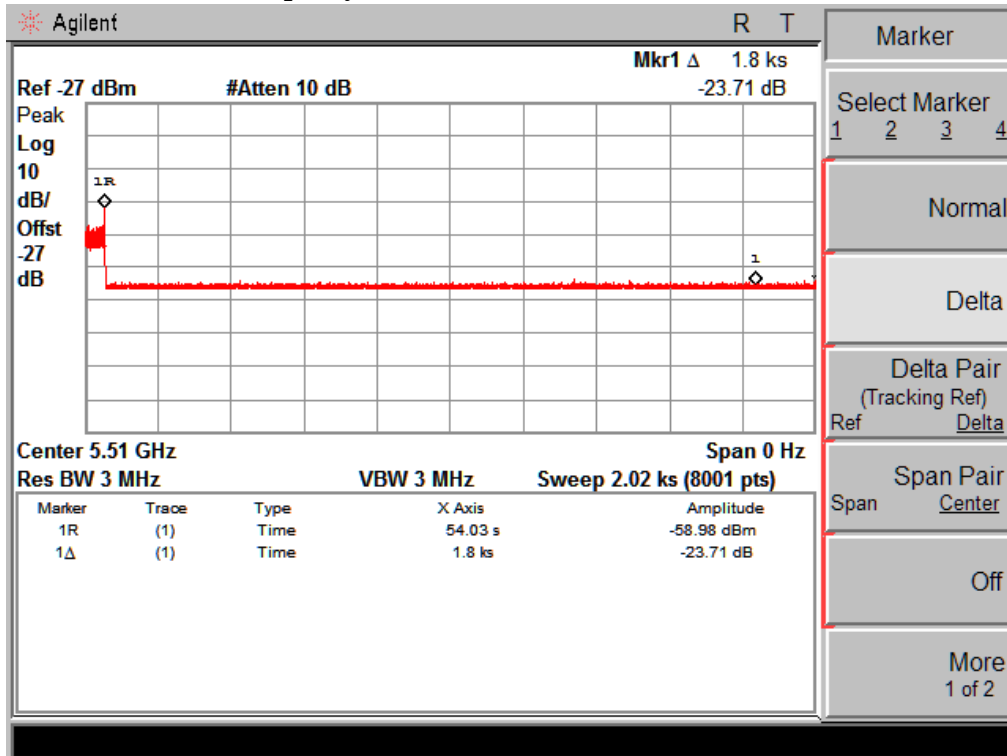 Agilent
R T
Mkr1 Δ 1.8 ks
Ref -27 dBm #Atten 10 dB -23.71 dB
Peak
Log
10
dB/
Offst
-27
dB
1R
1
Center 5.51 GHz Span 0 Hz
Res BW 3 MHz VBW 3 MHz Sweep 2.02 ks (8001 pts)
Marker Trace Type X Axis Amplitude
1R (1) Time 54.03 s -58.98 dBm
1Δ (1) Time 1.8 ks -23.71 dB
Marker
Select Marker
1 2 3 4
Normal
Delta
Delta Pair
(Tracking Ref)
Ref Delta
Span Pair
Span Center
Off
More
1 of 2